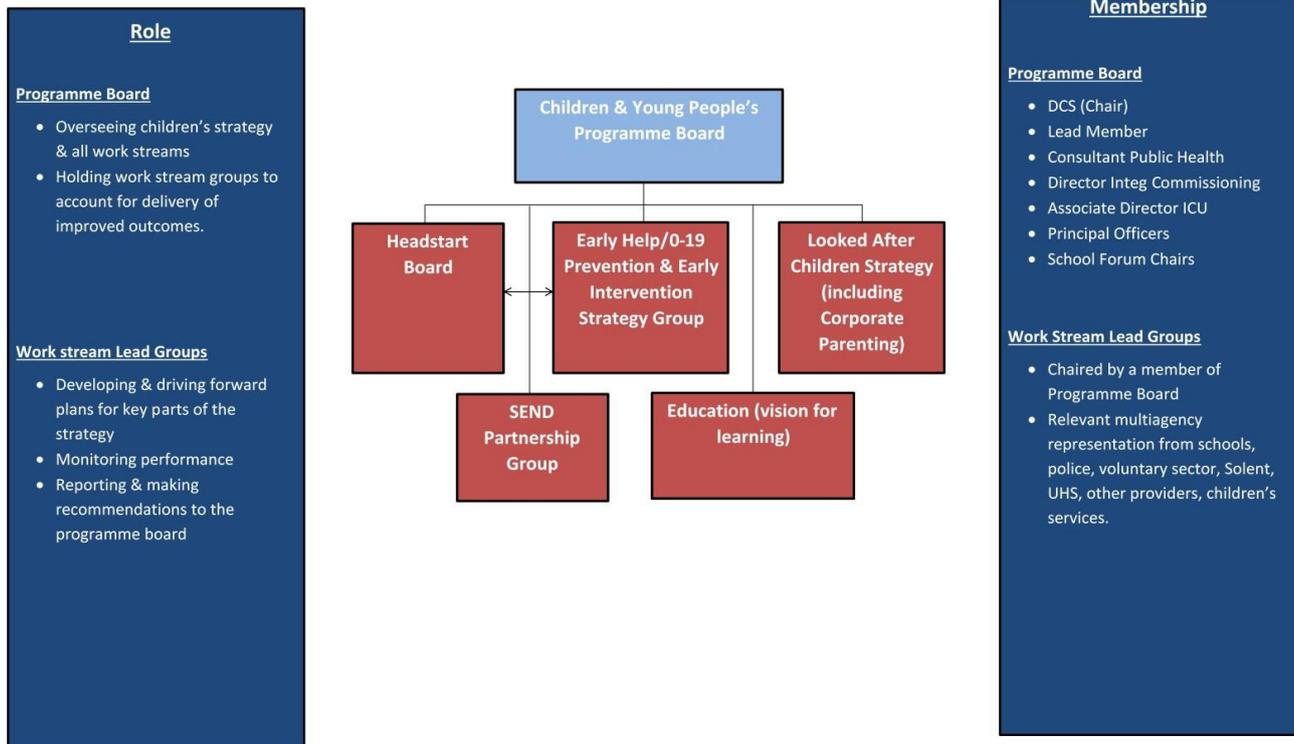 Role
Programme Board
• Overseeing children's strategy
& all work streams
• Holding work stream groups to
account for delivery of
improved outcomes.
Work stream Lead Groups
• Developing & driving forward
plans for key parts of the
strategy
• Monitoring performance
• Reporting & making
recommendations to the
programme board
Children & Young People's
Programme Board
Headstart
Board
Early Help/0-19
Prevention & Early
Intervention
Strategy Group
Looked After
Children Strategy
(including
Corporate
Parenting)
SEND
Partnership
Group
Education (vision for
learning)
Membership
Programme Board
• DCS (Chair)
• Lead Member
• Consultant Public Health
• Director Integ Commissioning
• Associate Director ICU
• Principal Officers
• School Forum Chairs
Work Stream Lead Groups
• Chaired by a member of
Programme Board
• Relevant multiagency
representation from schools,
police, voluntary sector, Solent,
UHS, other providers, children's
services.